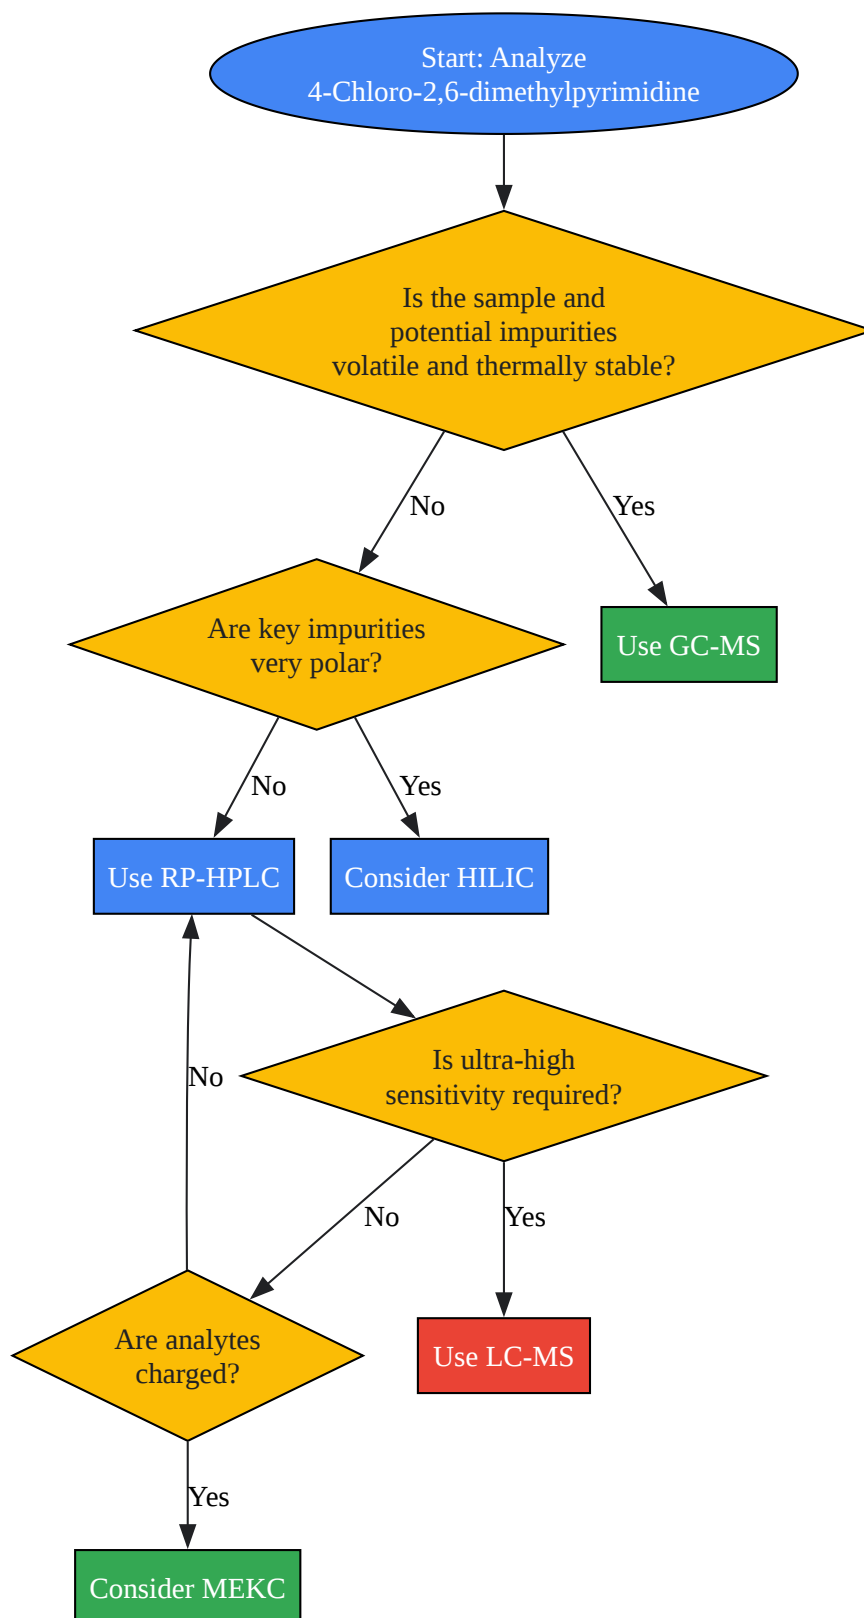 Start: Analyze
4-Chloro-2,6-dimethylpyrimidine
Is the sample and
potential impurities
volatile and thermally stable?
No
Yes
Are key impurities
very polar?
Use GC-MS
No
Yes
Use RP-HPLC
Consider HILIC
Is ultra-high
sensitivity required?
No
No
Yes
Are analytes
charged?
Use LC-MS
Yes
Consider MEKC